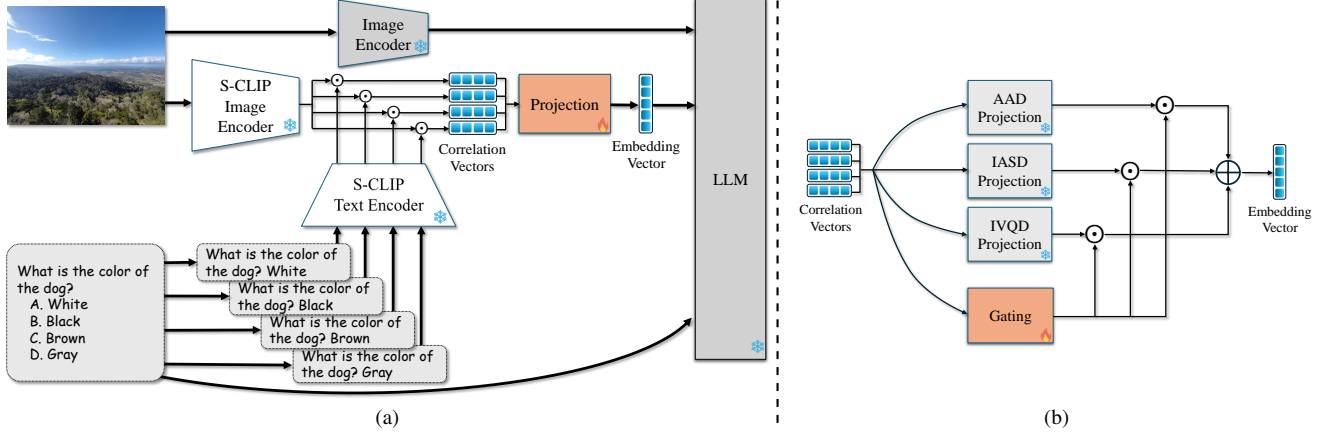 Image
Encoder
S-CLIP
Image
Encoder
Correlation
Vectors
Projection
Embedding
Vector
LLM
S-CLIP
Text Encoder
What is the color of
the dog?
A. White
B. Black
C. Brown
D. Gray
What is the color of
the dog? White
What is the color of
the dog? Black
What is the color of
the dog? Brown
What is the color of
the dog? Gray
(a)
Correlation
Vectors
AAD
Projection
IASD
Projection
IVQD
Projection
Gating
Embedding
Vector
(b)